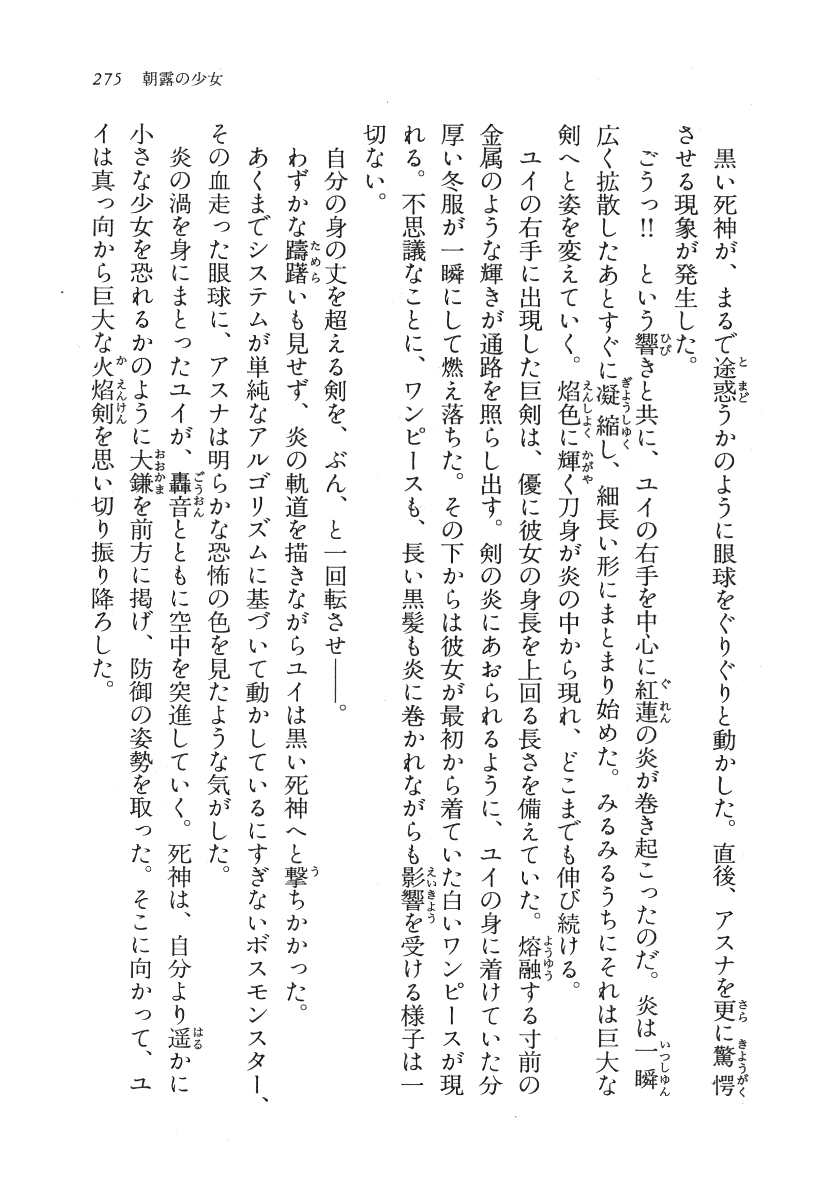 275　朝露の少女
黒い死神が、まるで途惑うかのように眼球をぐりぐりと動かした。直後、アスナを更に驚愕
させる現象が発生した。
ごうっ!!　という響きと共に、ユイの右手を中心に紅蓮の炎が巻き起こったのだ。炎は一瞬
広く拡散したあとすぐに凝縮し、細長い形にまとまり始めた。みるみるうちにそれは巨大な
剣へと姿を変えていく。焰色に輝く刀身が炎の中から現れ、どこまでも伸び続ける。
ユイの右手に出現した巨剣は、優に彼女の身長を上回る長さを備えていた。熔融する寸前の
金属のような輝きが通路を照らし出す。剣の炎にあおられるように、ユイの身に着けていた分
厚い冬服が一瞬にして燃え落ちた。その下からは彼女が最初から着ていた白いワンピースが現
れる。不思議なことに、ワンピースも、長い黒髪も炎に巻かれながらも影響を受ける様子は一
切ない。
自分の身の丈を超える剣を、ぶん、と一回転させ――。
わずかな躊躇いも見せず、炎の軌道を描きながらユイは黒い死神へと撃ちかかった。
あくまでシステムが単純なアルゴリズムに基づいて動かしているにすぎないボスモンスター、
その血走った眼球に、アスナは明らかな恐怖の色を見たような気がした。
炎の渦を身にまとったユイが、轟音とともに空中を突進していく。死神は、自分より遥かに
小さな少女を恐れるかのように大鎌を前方に掲げ、防御の姿勢を取った。そこに向かって、ユ
イは真っ向から巨大な火焰剣を思い切り振り降ろした。